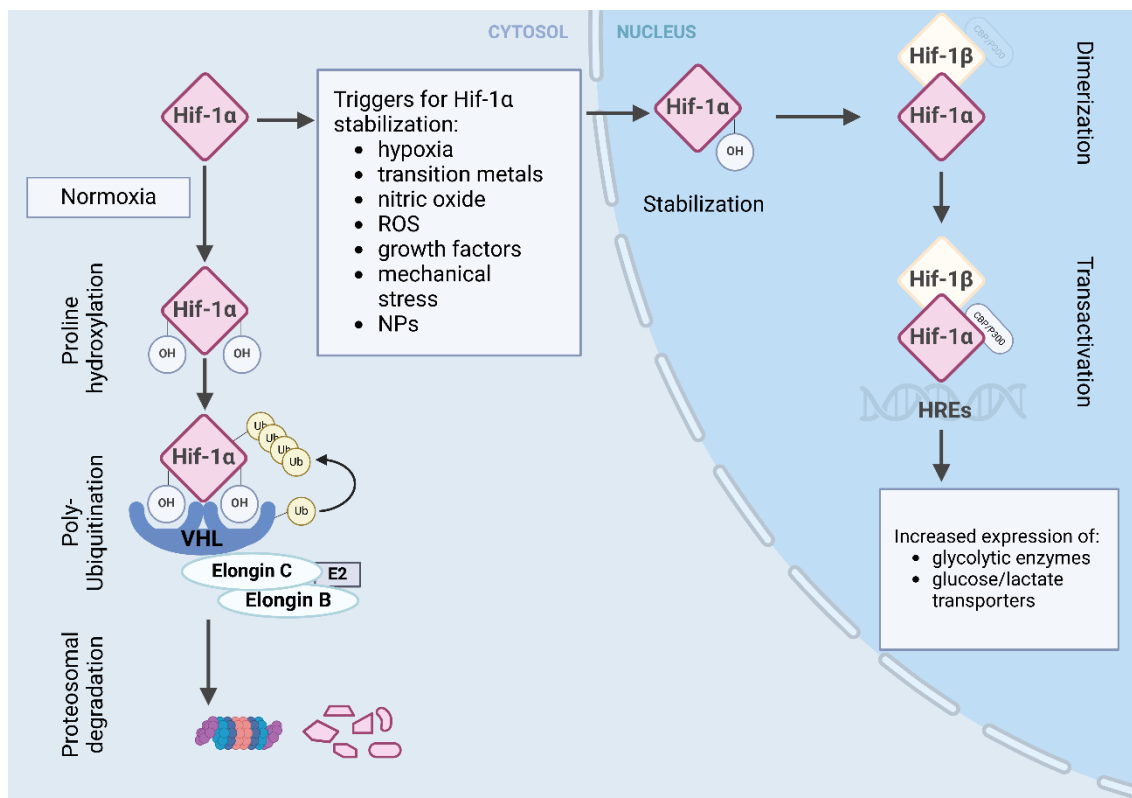 CYTOSOL
NUCLEUS
Hif-1α
Triggers for Hif-1α
stabilization:
• hypoxia
• transition metals
• nitric oxide
• ROS
• growth factors
• mechanical
stress
• NPs
Hif-1α
OH
Stabilization
Hif-1β
CBP/P300
Hif-1α
Dimerization
Normoxia
Proline
hydroxylation
Hif-1α
OH
OH
Hif-1β
Hif-1α
CBP/P300
HREs
Transactivation
Poly-
Ubiquitination
Hif-1α
Ub
Ub
Ub
Ub
OH
OH
Ub
VHL
Elongin C
E2
Elongin B
Increased expression of:
• glycolytic enzymes
• glucose/lactate
transporters
Proteosomal
degradation